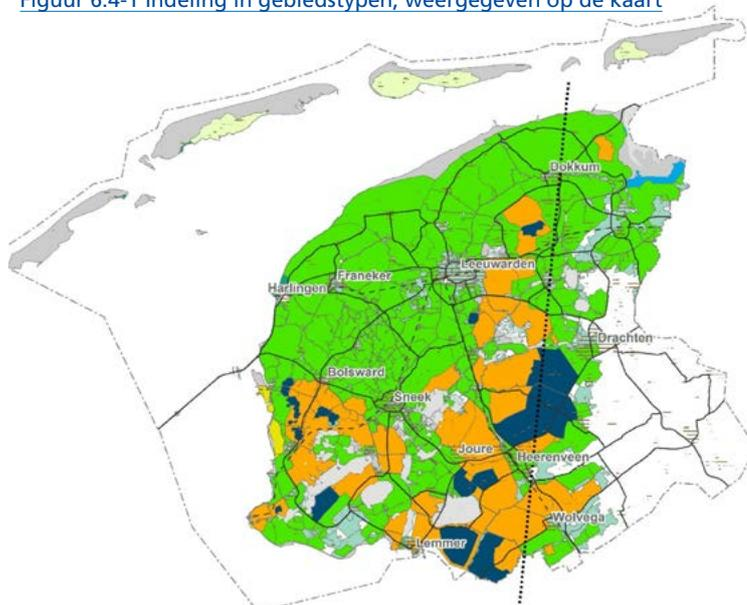 Figuur 6.4-1 Indeling in gebiedstypen, weergegeven op de kaart
Dokkum
Leeuwarden
Franeker
Harlingen
Drachten
Bolsward
Sneek
Joure
Heerenveen
Wolvega
Lemmer